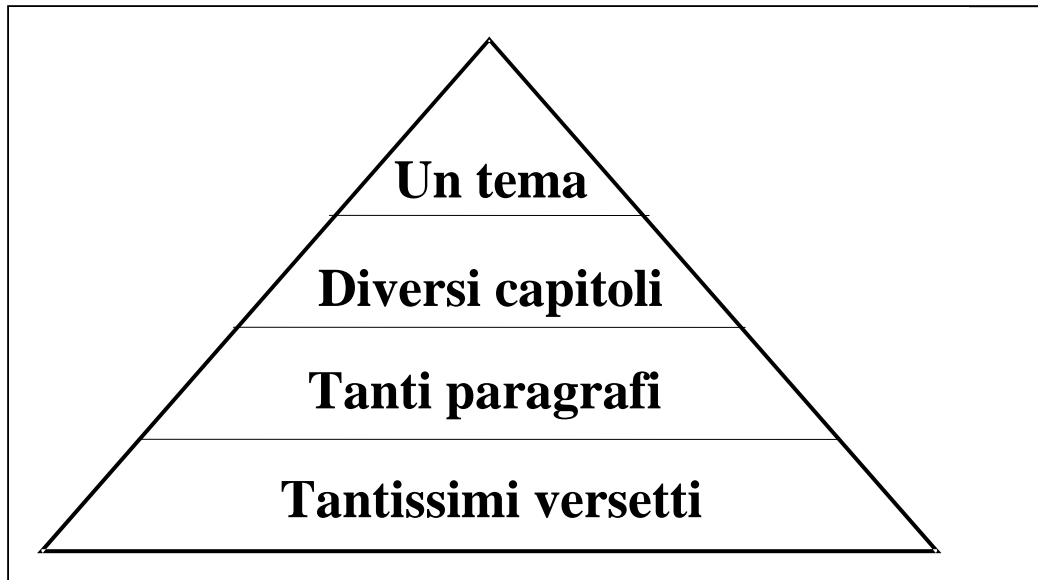 Un tema
Diversi capitoli
Tanti paragrafi
Tantissimi versetti